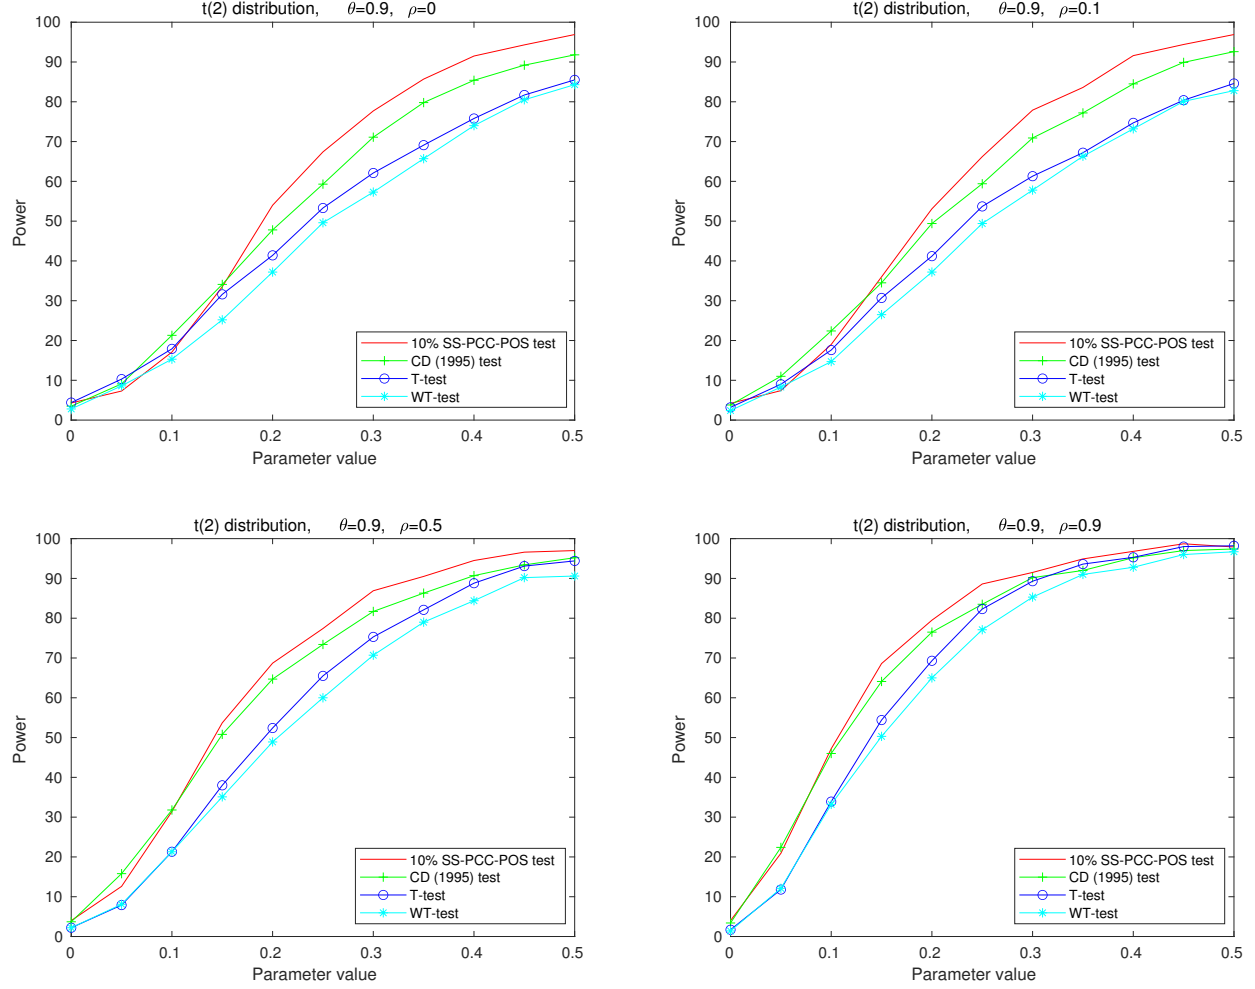 t(2) distribution, θ=0.9, ρ=0
Power
100
90
80
70
60
50
40
30
20
10
0
0 0.1 0.2 0.3 0.4 0.5
Parameter value
10% SS-PCC-POS test
CD (1995) test
T-test
WT-test
t(2) distribution, θ=0.9, ρ=0.1
Power
100
90
80
70
60
50
40
30
20
10
0
0 0.1 0.2 0.3 0.4 0.5
Parameter value
10% SS-PCC-POS test
CD (1995) test
T-test
WT-test
t(2) distribution, θ=0.9, ρ=0.5
Power
100
90
80
70
60
50
40
30
20
10
0
0 0.1 0.2 0.3 0.4 0.5
Parameter value
10% SS-PCC-POS test
CD (1995) test
T-test
WT-test
t(2) distribution, θ=0.9, ρ=0.9
Power
100
90
80
70
60
50
40
30
20
10
0
0 0.1 0.2 0.3 0.4 0.5
Parameter value
10% SS-PCC-POS test
CD (1995) test
T-test
WT-test